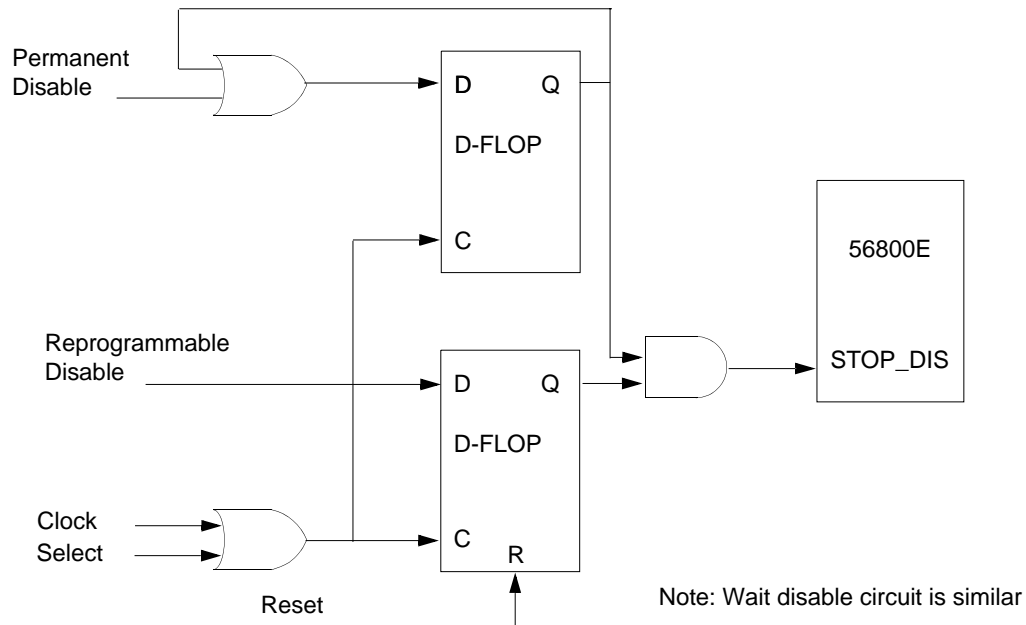 Permanent
Disable
D
Q
D-FLOP
C
56800E
STOP_DIS
Reprogrammable
Disable
D
Q
D-FLOP
C
R
Clock
Select
Reset
Note: Wait disable circuit is similar